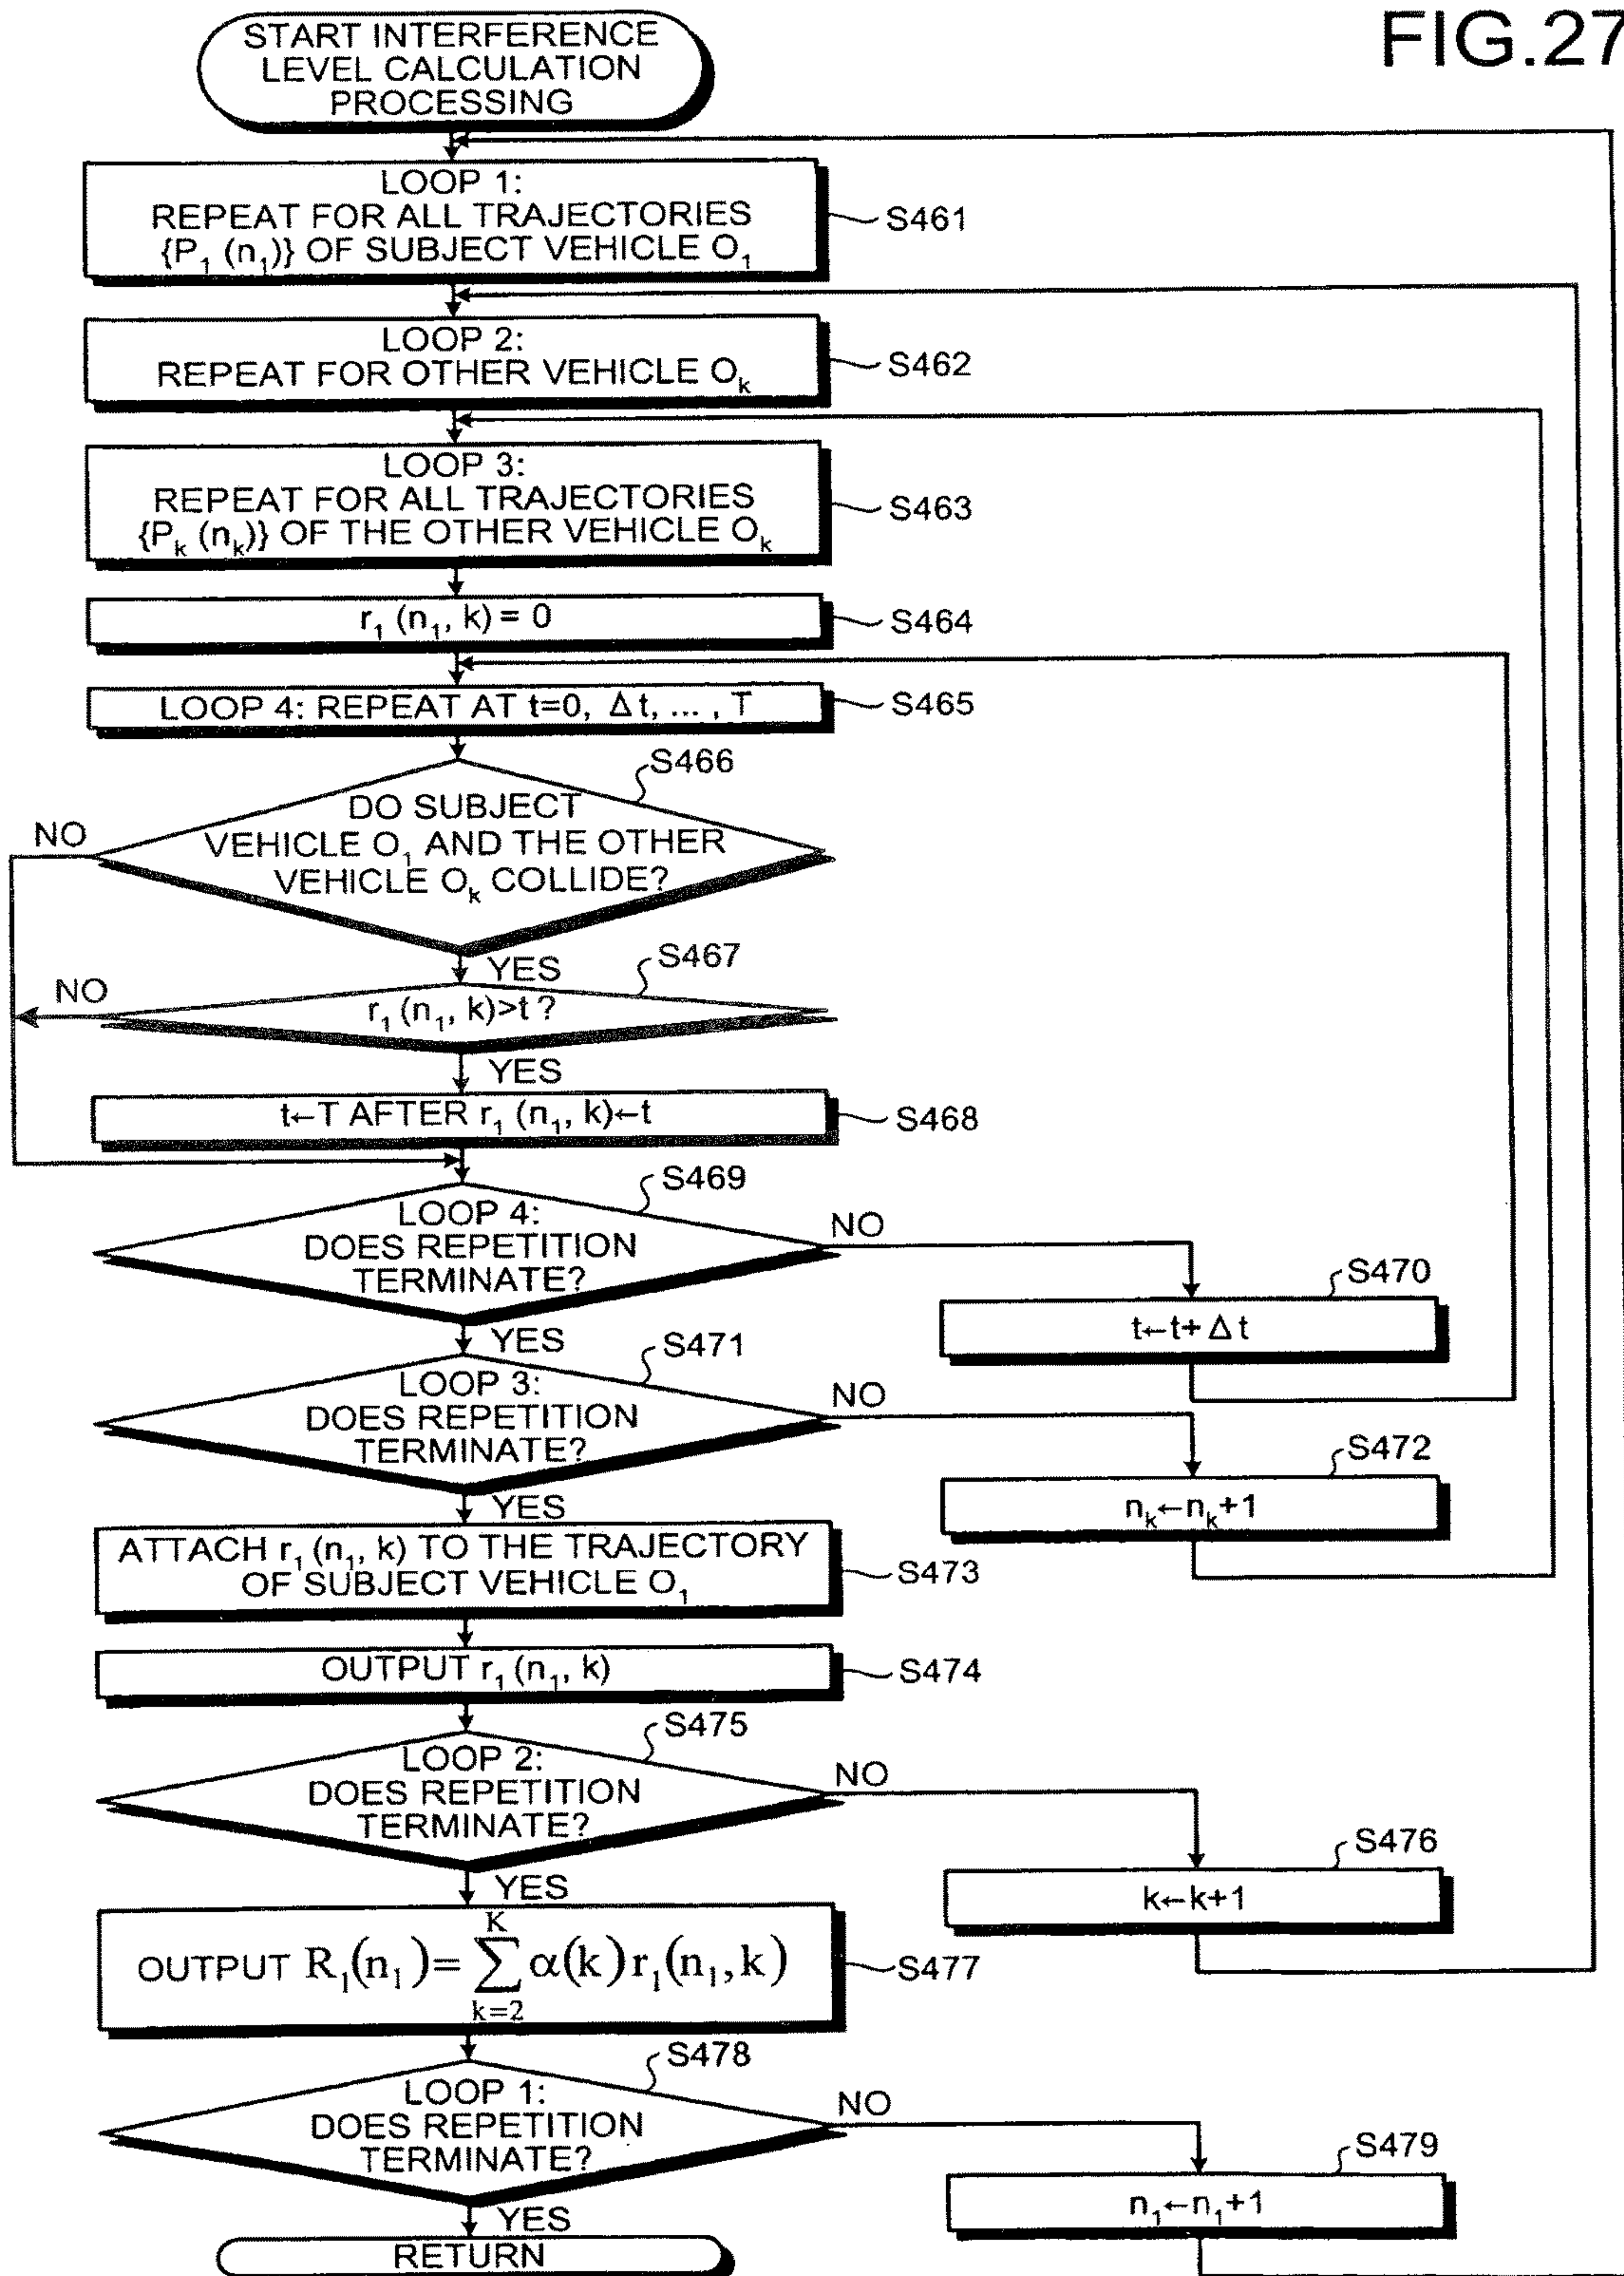 FIG.27
START INTERFERENCE
LEVEL CALCULATION
PROCESSING
LOOP 1:
REPEAT FOR ALL TRAJECTORIES
{P₁ (n₁)} OF SUBJECT VEHICLE O₁
S461
LOOP 2:
REPEAT FOR OTHER VEHICLE Oₖ
S462
LOOP 3:
REPEAT FOR ALL TRAJECTORIES
{Pₖ (nₖ)} OF THE OTHER VEHICLE Oₖ
S463
r₁ (n₁, k) = 0
S464
LOOP 4: REPEAT AT t=0, Δt, ... , T
S465
S466
DO SUBJECT
VEHICLE O₁ AND THE OTHER
VEHICLE Oₖ COLLIDE?
NO
YES
S467
r₁ (n₁, k)>t ?
NO
YES
t←T AFTER r₁ (n₁, k)←t
S468
S469
LOOP 4:
DOES REPETITION
TERMINATE?
NO
YES
S470
t←t+ Δt
S471
LOOP 3:
DOES REPETITION
TERMINATE?
NO
YES
S472
nₖ←nₖ+1
ATTACH r₁ (n₁, k) TO THE TRAJECTORY
OF SUBJECT VEHICLE O₁
S473
OUTPUT r₁ (n₁, k)
S474
S475
LOOP 2:
DOES REPETITION
TERMINATE?
NO
YES
S476
k←k+1
K
OUTPUT R₁(n₁)=∑α(k)r₁(n₁,k)
k=2
S477
S478
LOOP 1:
DOES REPETITION
TERMINATE?
NO
YES
S479
n₁←n₁+1
RETURN